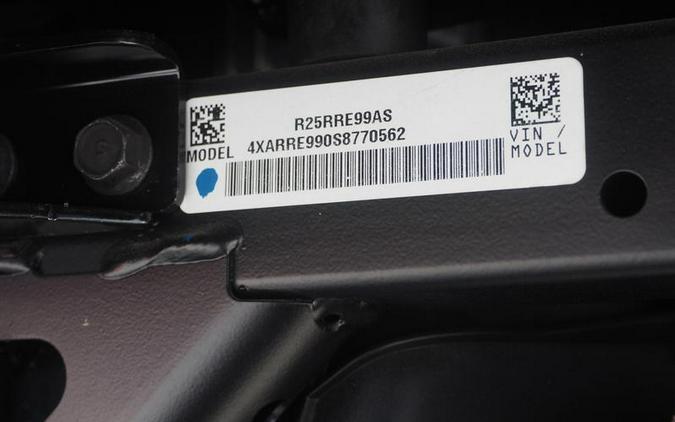 R25RRE99AS
4XARRE990S8770562
MODEL
VIN /
MODEL